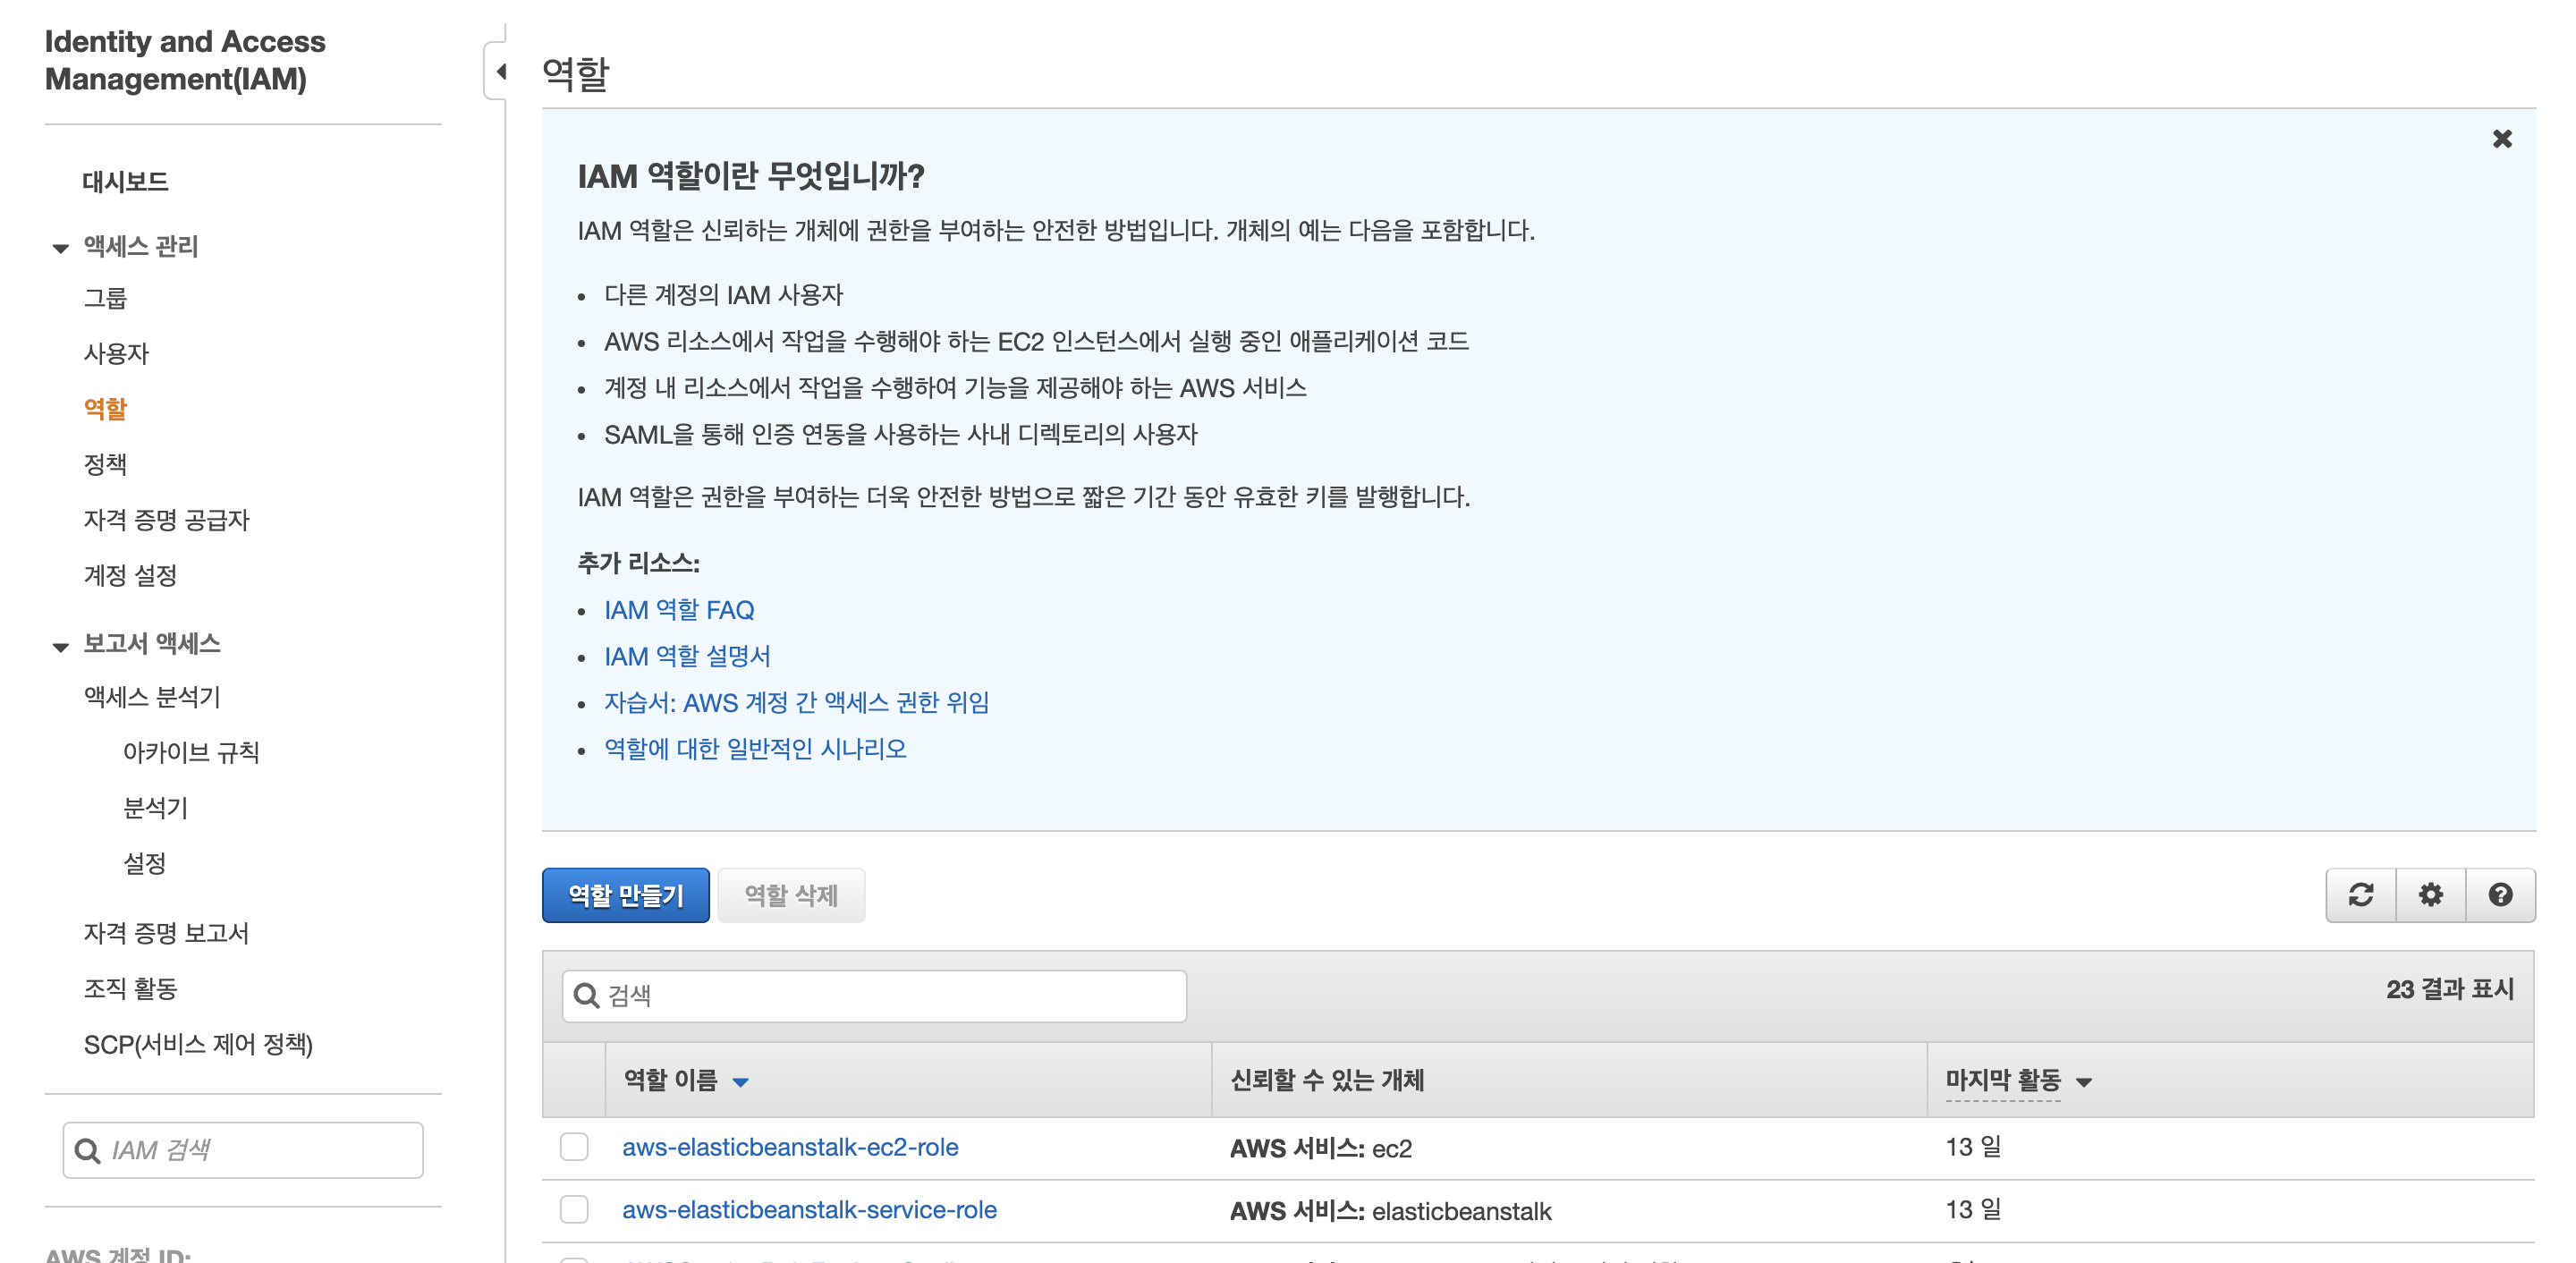 Identity and Access
Management(IAM)
대시보드
액세스 관리
그룹
사용자
역할
정책
자격 증명 공급자
계정 설정
보고서 액세스
액세스 분석기
아카이브 규칙
분석기
설정
자격 증명 보고서
조직 활동
SCP(서비스 제어 정책)
IAM 검색
AWS 계정 ID:
역할
IAM 역할이란 무엇입니까?
IAM 역할은 신뢰하는 개체에 권한을 부여하는 안전한 방법입니다. 개체의 예는 다음을 포함합니다.
다른 계정의 IAM 사용자
AWS 리소스에서 작업을 수행해야 하는 EC2 인스턴스에서 실행 중인 애플리케이션 코드
계정 내 리소스에서 작업을 수행하여 기능을 제공해야 하는 AWS 서비스
SAML을 통해 인증 연동을 사용하는 사내 디렉토리의 사용자
IAM 역할은 권한을 부여하는 더욱 안전한 방법으로 짧은 기간 동안 유효한 키를 발행합니다.
추가 리소스:
IAM 역할 FAQ
IAM 역할 설명서
자습서: AWS 계정 간 액세스 권한 위임
역할에 대한 일반적인 시나리오
역할 만들기 역할 삭제
검색 23 결과 표시
역할 이름 신뢰할 수 있는 개체 마지막 활동
aws-elasticbeanstalk-ec2-role AWS 서비스: ec2 13 일
aws-elasticbeanstalk-service-role AWS 서비스: elasticbeanstalk 13 일